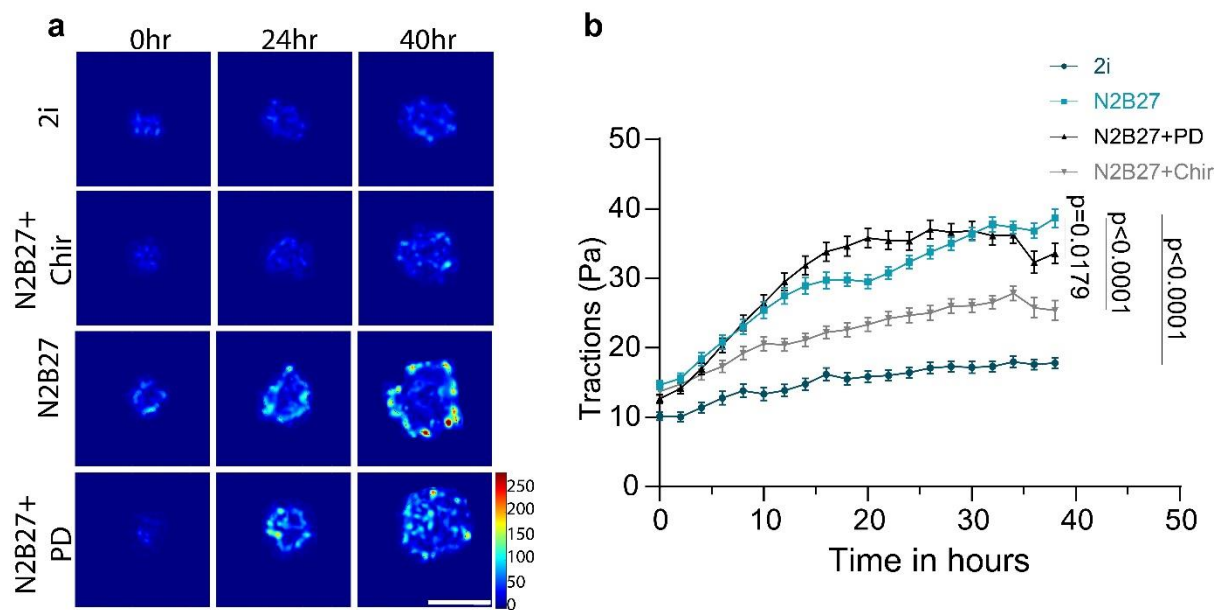 a
0hr
24hr
40hr
2i
N2B27+
Chir
N2B27
N2B27+
PD
250
200
150
100
50
0
b
2i
N2B27
N2B27+PD
N2B27+Chir
Tractions (Pa)
50
40
30
20
10
0
0
10
20
30
40
50
Time in hours
p=0.0179
p<0.0001
p<0.0001